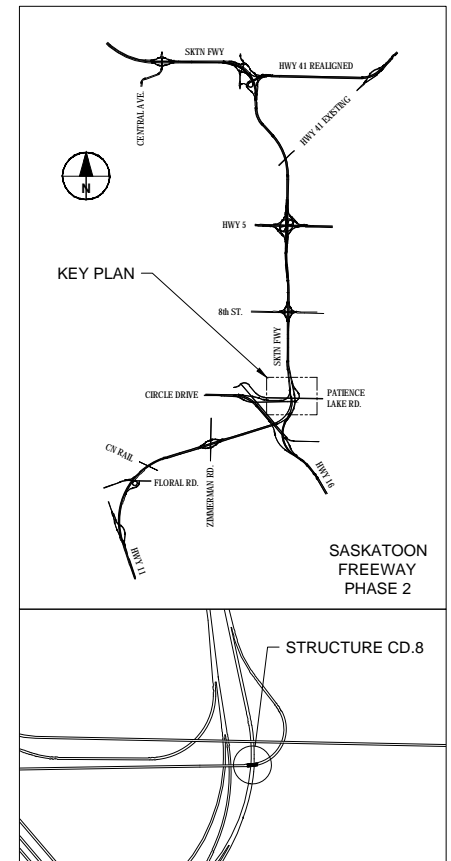 SKTN FWY
HWY 41 REALIGNED
CENTRAL AVE.
HWY 41 EXISTING
N
HWY 5
KEY PLAN
8th ST.
SKTN FWY
CIRCLE DRIVE
PATIENCE
LAKE RD.
CN RAIL
ZIMMERMAN RD.
FLORAL RD.
HWY 16
HWY 11
SASKATOON
FREEWAY
PHASE 2
STRUCTURE CD.8